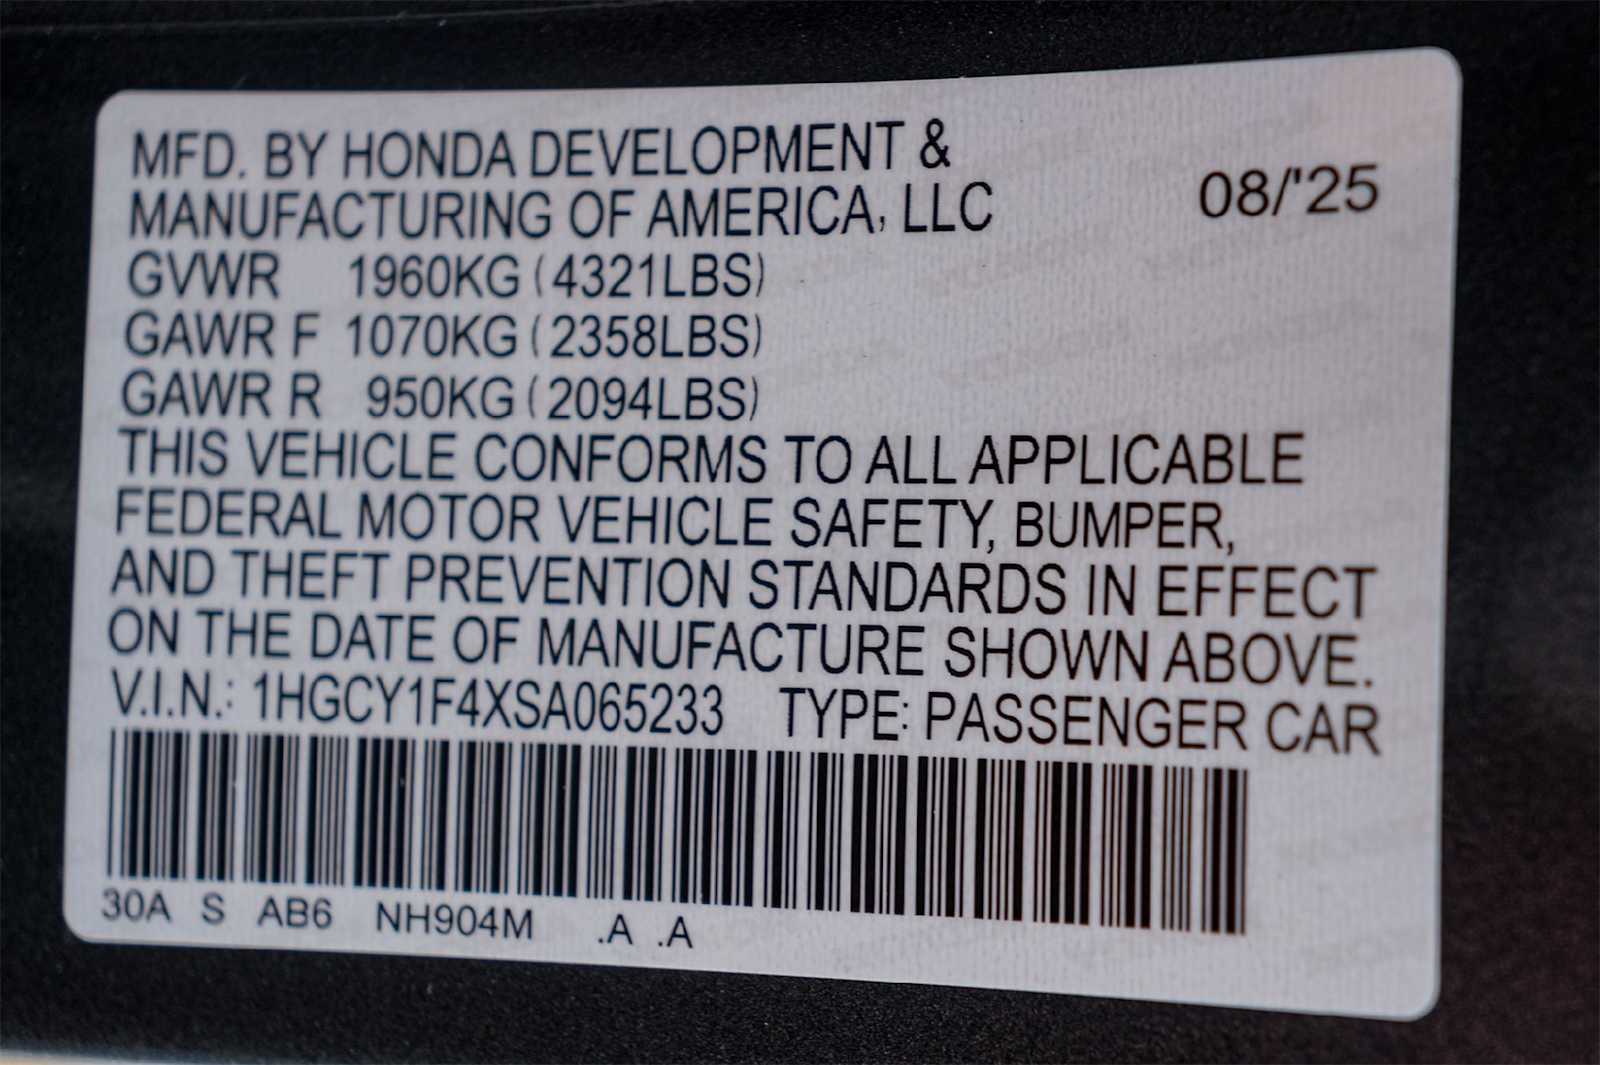 MFD. BY HONDA DEVELOPMENT &
MANUFACTURING OF AMERICA, LLC 08/'25
GVWR 1960KG (4321LBS)
GAWR F 1070KG (2358LBS)
GAWR R 950KG (2094LBS)
THIS VEHICLE CONFORMS TO ALL APPLICABLE
FEDERAL MOTOR VEHICLE SAFETY, BUMPER,
AND THEFT PREVENTION STANDARDS IN EFFECT
ON THE DATE OF MANUFACTURE SHOWN ABOVE.
V.I.N.: 1HGCY1F4XSA065233 TYPE: PASSENGER CAR
30A S AB6 NH904M .A .A